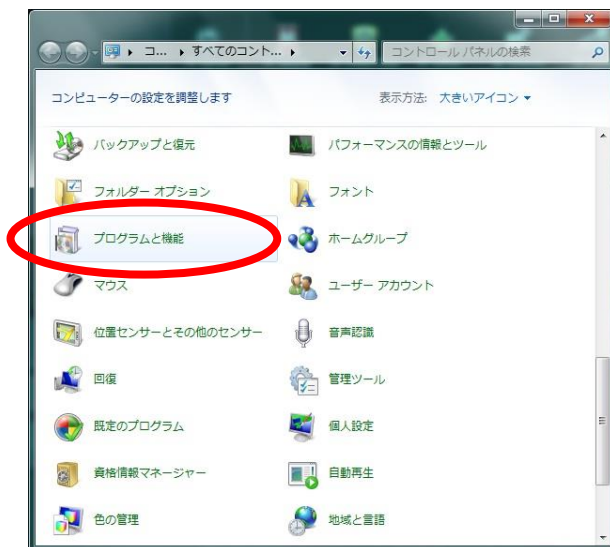 コ... すべてのコント...
コントロール パネルの検索
コンピューターの設定を調整します
表示方法: 大きいアイコン
バックアップと復元
パフォーマンスの情報とツール
フォルダー オプション
フォント
プログラムと機能
ホームグループ
マウス
ユーザー アカウント
位置センサーとその他のセンサー
音声認識
回復
管理ツール
既定のプログラム
個人設定
資格情報マネージャー
自動再生
色の管理
地域と言語